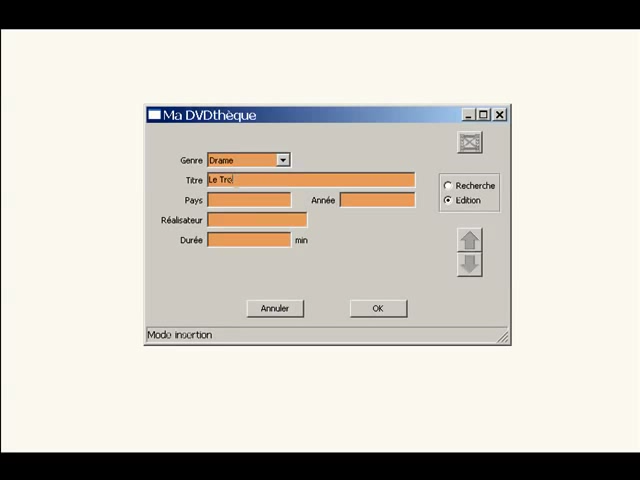 Ma DVDthèque
Genre Drame
Titre Le Tro
Pays Année
Réalisateur
Durée min
Recherche
Edition
Annuler OK
Mode insertion